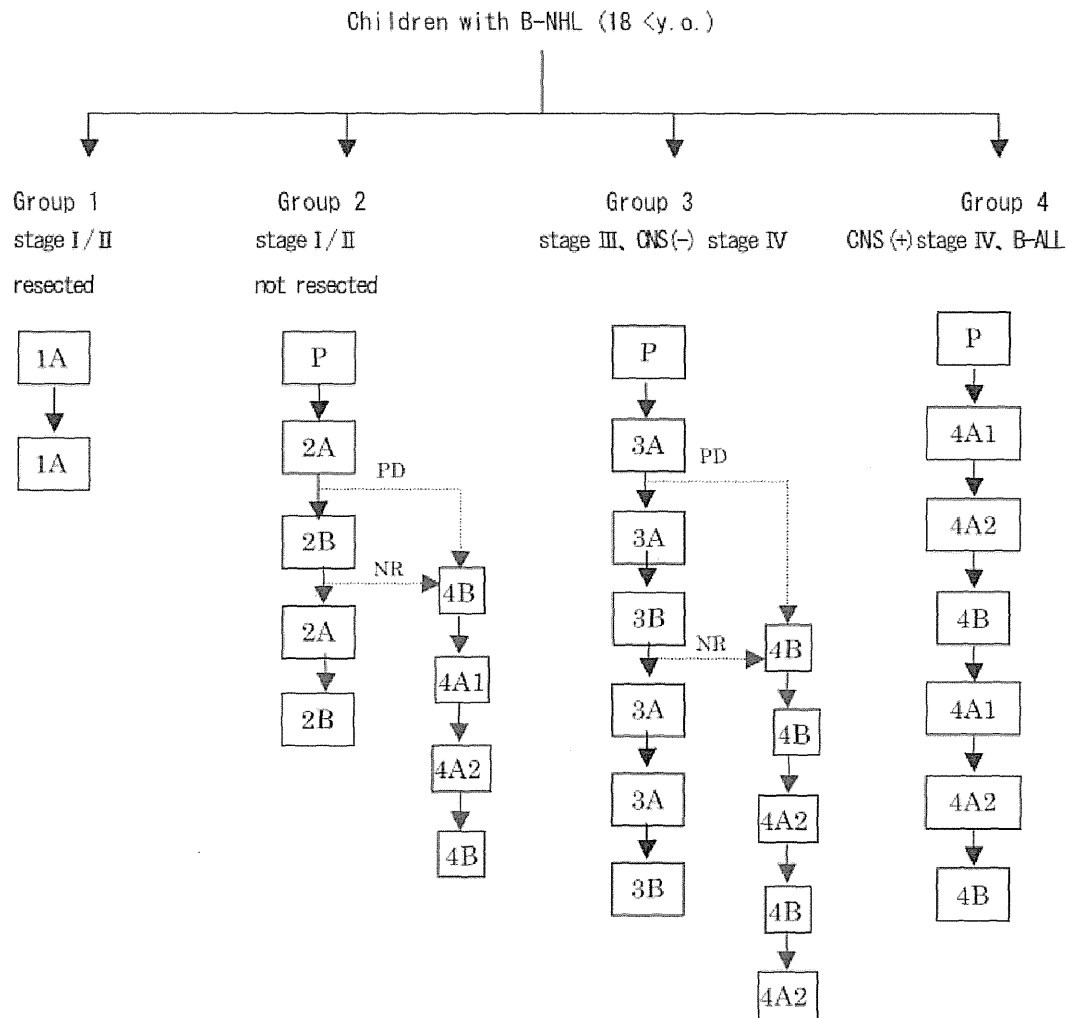 Children with B-NHL (18 <y.o.)
Group 1
stage Ⅰ/Ⅱ
resected
Group 2
stage Ⅰ/Ⅱ
not resected
Group 3
stage Ⅲ、CNS(-) stage Ⅳ
Group 4
CNS(+)stage Ⅳ、B-ALL
1A
1A
P
2A
PD
2B
NR
2A
2B
4B
4A1
4A2
4B
P
3A
PD
3A
3B
NR
3A
3A
3B
4B
4B
4A2
4B
4A2
P
4A1
4A2
4B
4A1
4A2
4B